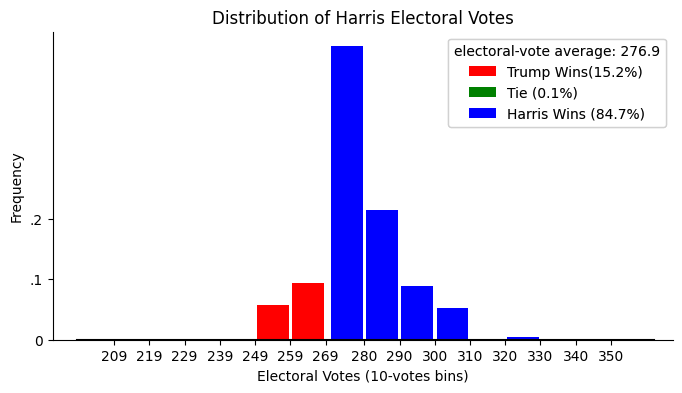 Distribution of Harris Electoral Votes
electoral-vote average: 276.9
Trump Wins(15.2%)
Tie (0.1%)
Harris Wins (84.7%)
Frequency
.2
.1
0
209 219 229 239 249 259 269 280 290 300 310 320 330 340 350
Electoral Votes (10-votes bins)